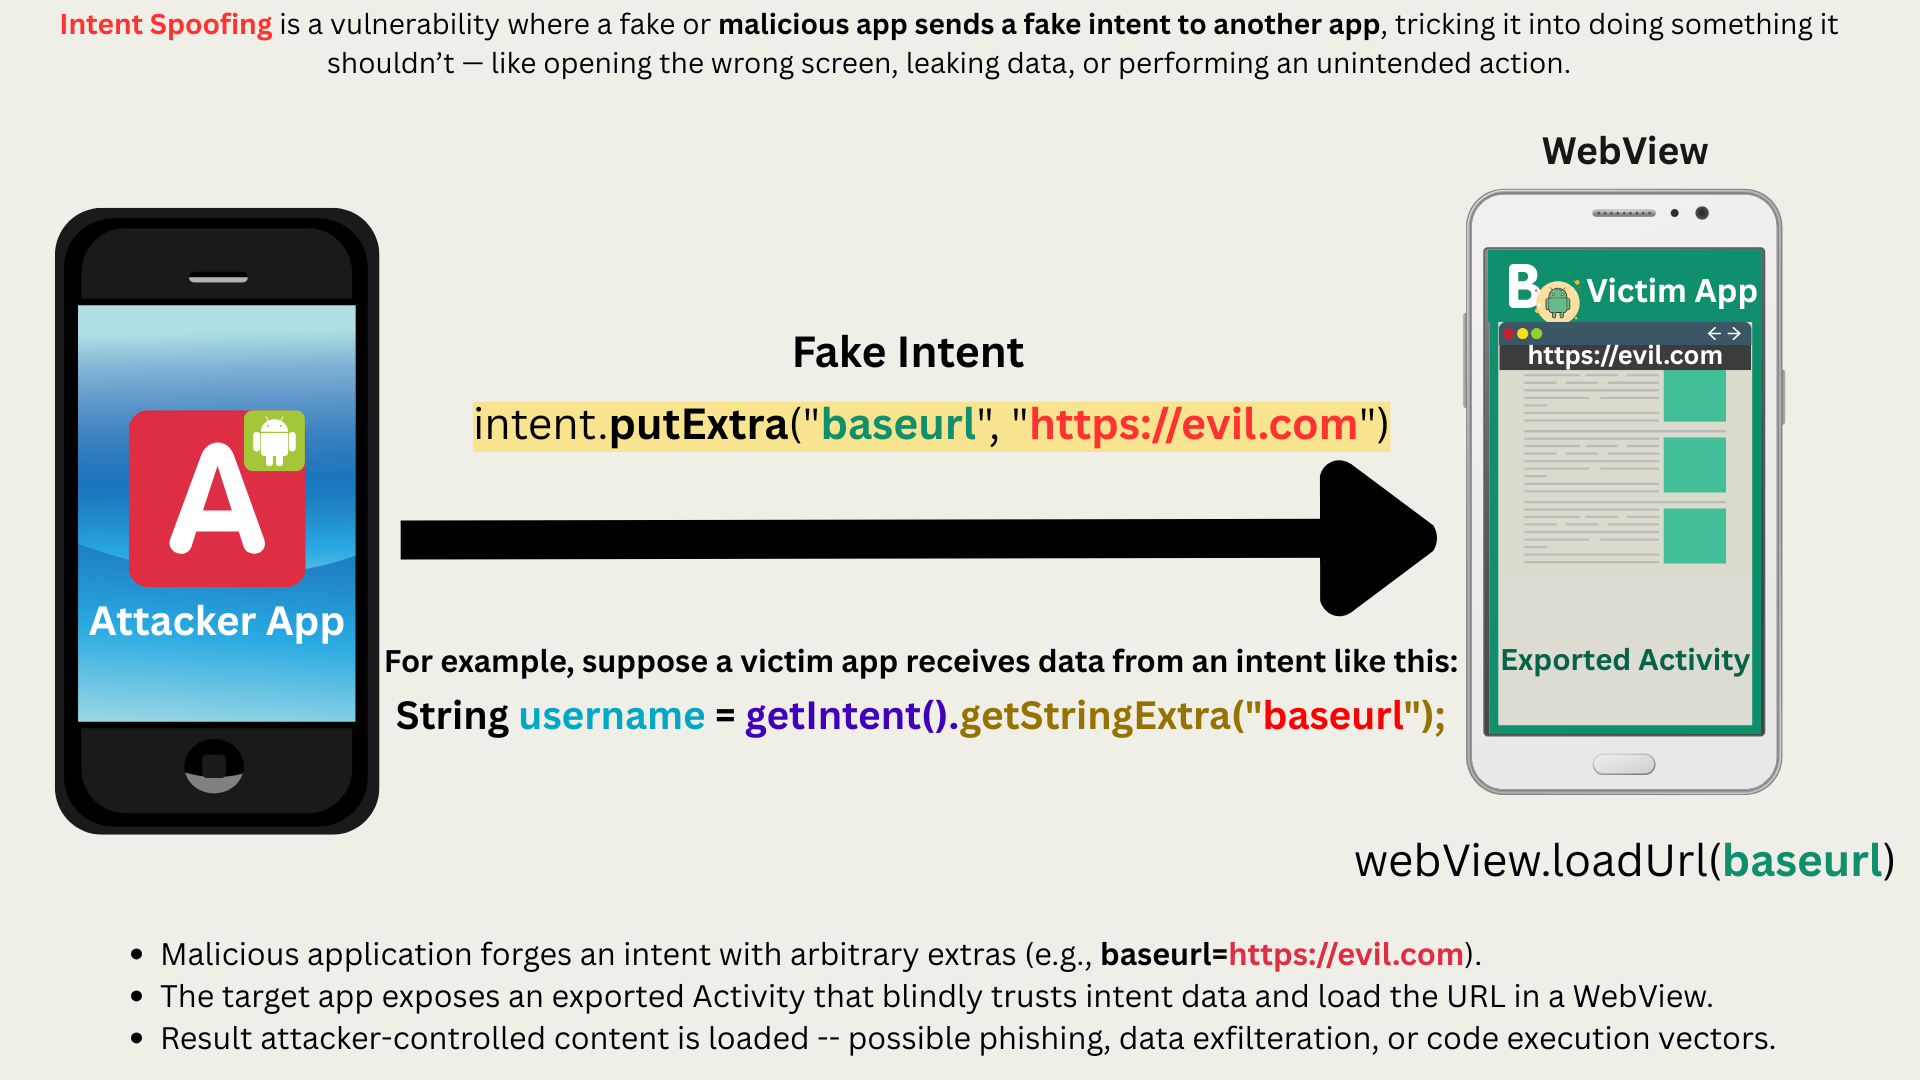 Intent Spoofing is a vulnerability where a fake or malicious app sends a fake intent to another app, tricking it into doing something it
shouldn’t — like opening the wrong screen, leaking data, or performing an unintended action.
WebView
B
Victim App
https://evil.com
Fake Intent
intent.putExtra("baseurl", "https://evil.com")
A
Attacker App
For example, suppose a victim app receives data from an intent like this:
Exported Activity
String username = getIntent().getStringExtra("baseurl");
webView.loadUrl(baseurl)
• Malicious application forges an intent with arbitrary extras (e.g., baseurl=https://evil.com).
• The target app exposes an exported Activity that blindly trusts intent data and load the URL in a WebView.
• Result attacker-controlled content is loaded -- possible phishing, data exfilteration, or code execution vectors.